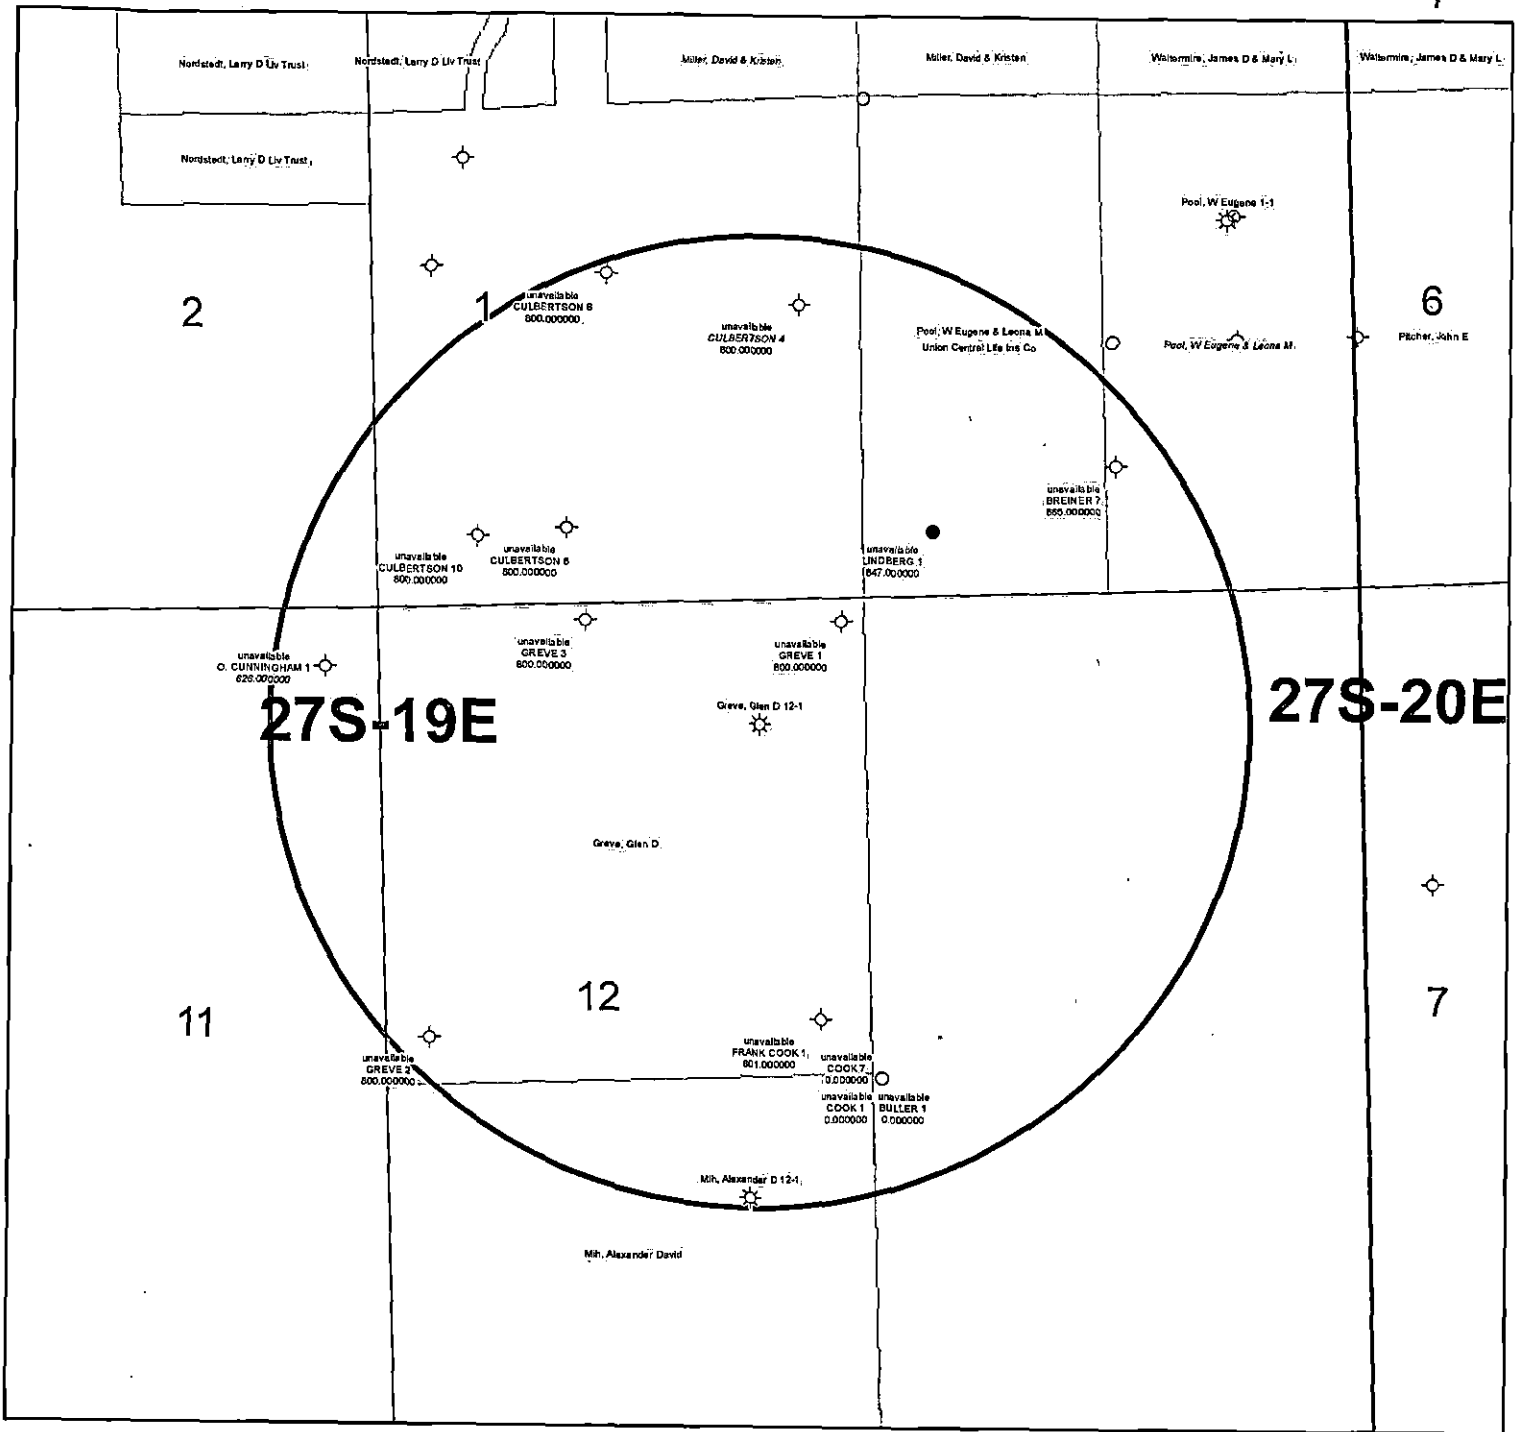 Nordstedt, Larry D Liv Trust
Nordstedt, Larry D Liv Trust
Miller, David & Kristen
Miller, David & Kristen
Waltermire, James D & Mary L
Waltermire, James D & Mary L
Nordstedt, Larry D Liv Trust
Pool, W Eugene 1-1
2
1
6
unavailable
CULBERTSON 8
800.000000
unavailable
CULBERTSON 4
800.000000
Pool, W Eugene & Leona M
Union Central Life Ins Co
Pool, W Eugene & Leona M
Pitcher, John E
unavailable
BREINER 7
865.000000
unavailable
CULBERTSON 10
800.000000
unavailable
CULBERTSON 6
800.000000
unavailable
LINDBERG 1
847.000000
unavailable
O. CUNNINGHAM 1
626.000000
unavailable
GREVE 3
800.000000
unavailable
GREVE 1
800.000000
27S-19E
27S-20E
Greve, Glen D 12-1
Greve, Glen D
11
12
7
unavailable
GREVE 2
800.000000
unavailable
FRANK COOK 1
601.000000
unavailable
COOK 7
0.000000
unavailable
COOK 1
0.000000
unavailable
BULLER 1
0.000000
Mih, Alexander D 12-1
Mih, Alexander David